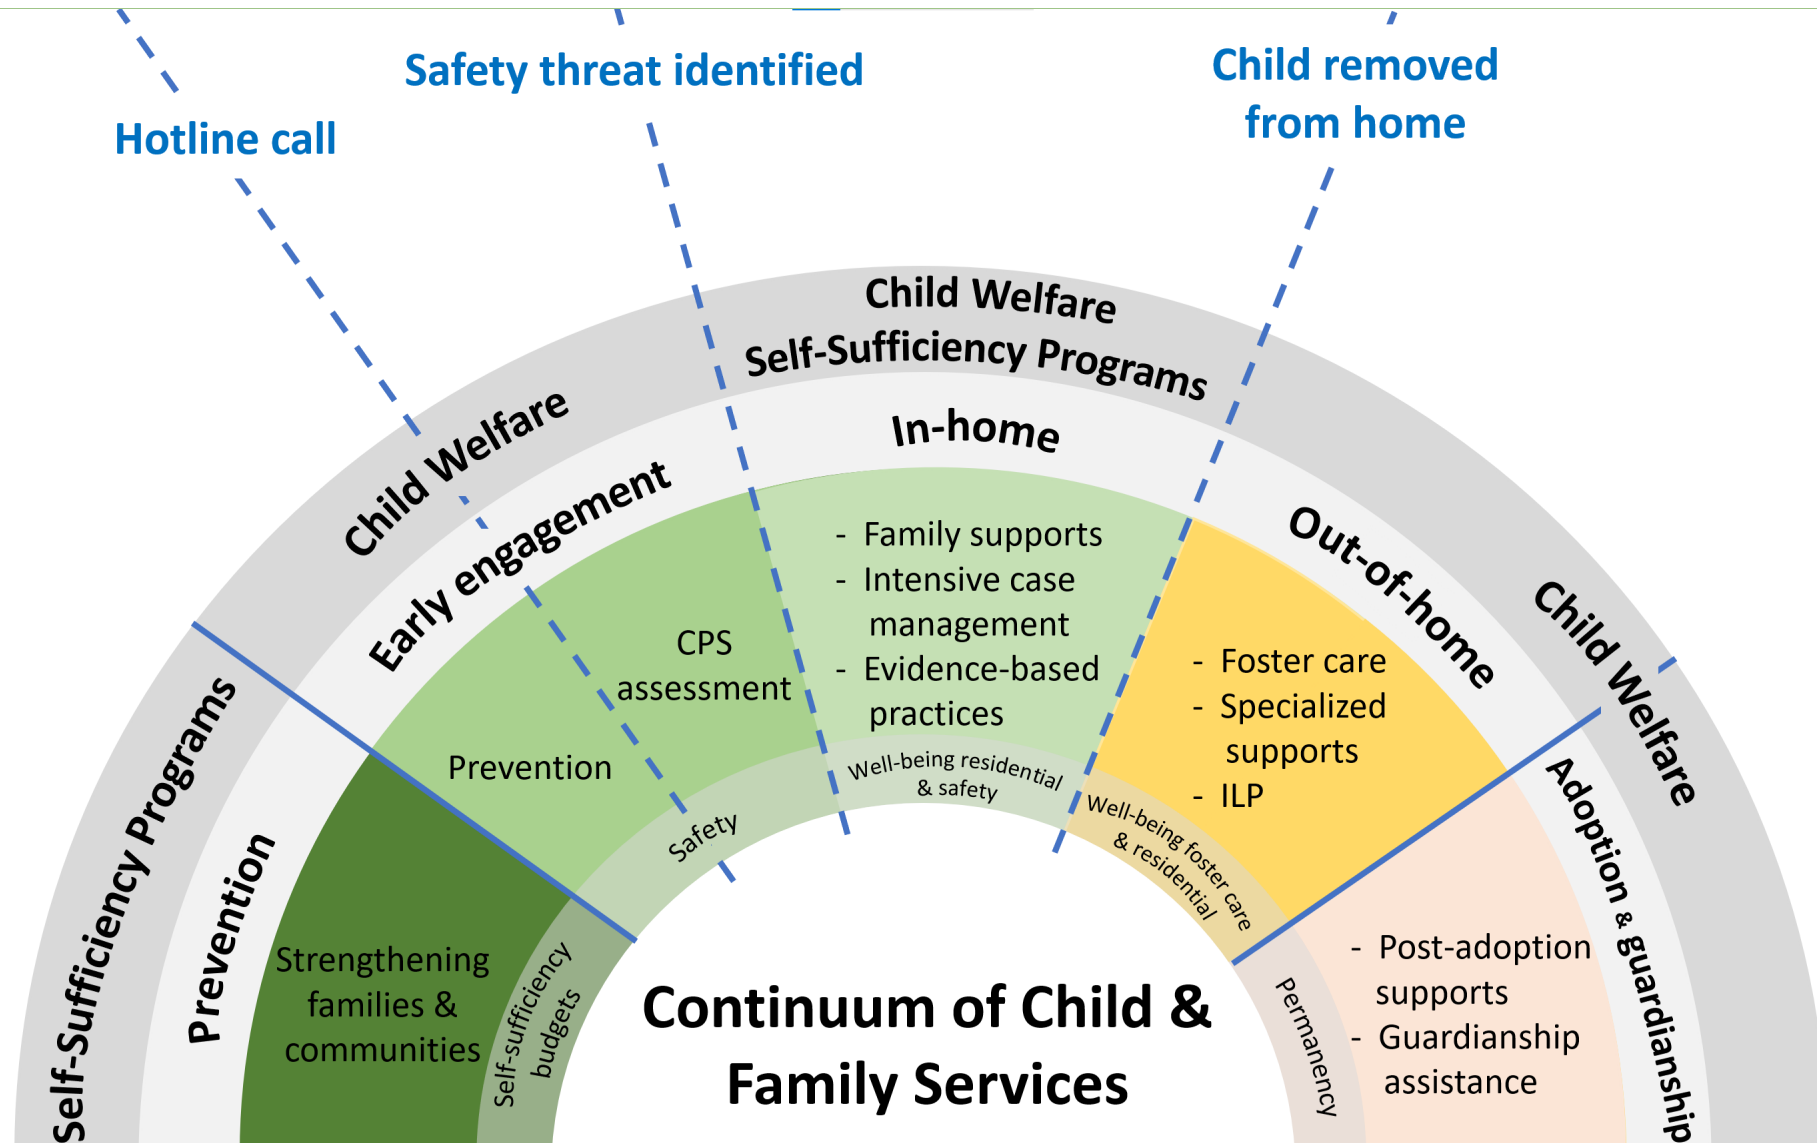 Safety threat identified
Child removed
from home
Hotline call
Child Welfare
Self-Sufficiency Programs
In-home
Child Welfare
Early engagement
Out-of-home
Child Welfare
Self-Sufficiency Programs
Prevention
Adoption & guardianship
- Family supports
- Intensive case
management
- Evidence-based
practices
CPS
assessment
Prevention
- Foster care
- Specialized
supports
- ILP
Well-being residential
& safety
Safety
Well-being foster care
& residential
Strengthening
families &
communities
Self-sufficiency
budgets
- Post-adoption
supports
- Guardianship
assistance
Permanency
Continuum of Child &
Family Services